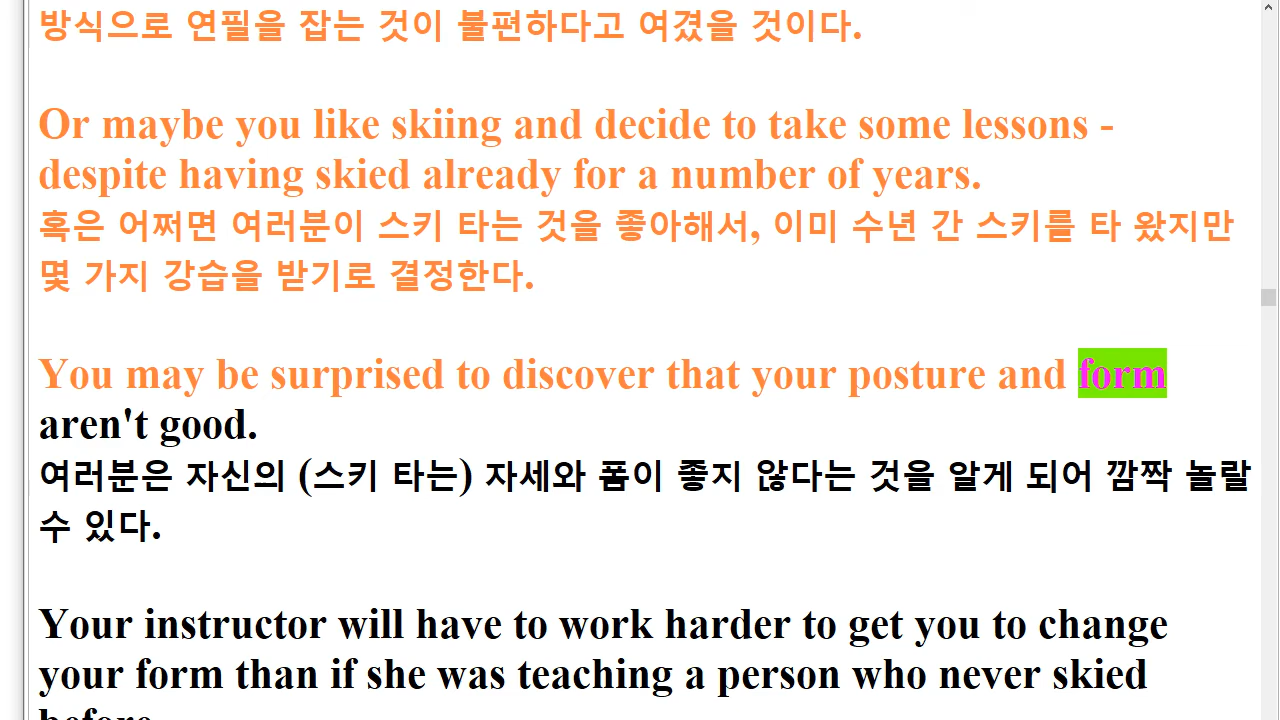 방식으로 연필을 잡는 것이 불편하다고 여겼을 것이다.
Or maybe you like skiing and decide to take some lessons -
despite having skied already for a number of years.
혹은 어쩌면 여러분이 스키 타는 것을 좋아해서, 이미 수년 간 스키를 타 왔지만
몇 가지 강습을 받기로 결정한다.
You may be surprised to discover that your posture and form
aren't good.
여러분은 자신의 (스키 타는) 자세와 폼이 좋지 않다는 것을 알게 되어 깜짝 놀랄
수 있다.
Your instructor will have to work harder to get you to change
your form than if she was teaching a person who never skied
before